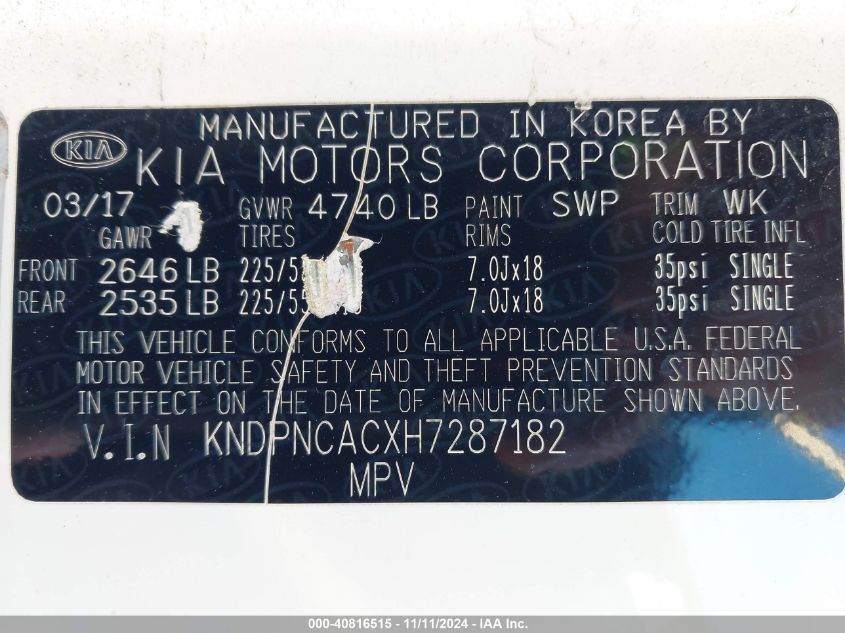 MANUFACTURED IN KOREA BY
KIA KIA MOTORS CORPORATION
03/17 GVWR 4740 LB PAINT SWP TRIM WK
GAWR TIRES RIMS COLD TIRE INFL
FRONT 2646 LB 7.0Jx18 35psi SINGLE
REAR 2535 LB 7.0Jx18 35psi SINGLE
THIS VEHICLE CONFORMS TO ALL APPLICABLE U.S.A. FEDERAL
MOTOR VEHICLE SAFETY AND THEFT PREVENTION STANDARDS
IN EFFECT ON THE DATE OF MANUFACTURE SHOWN ABOVE.
V.I.N KNDPNCACXH7287182
MPV
000-40816515 - 11/11/2024 - IAA Inc.